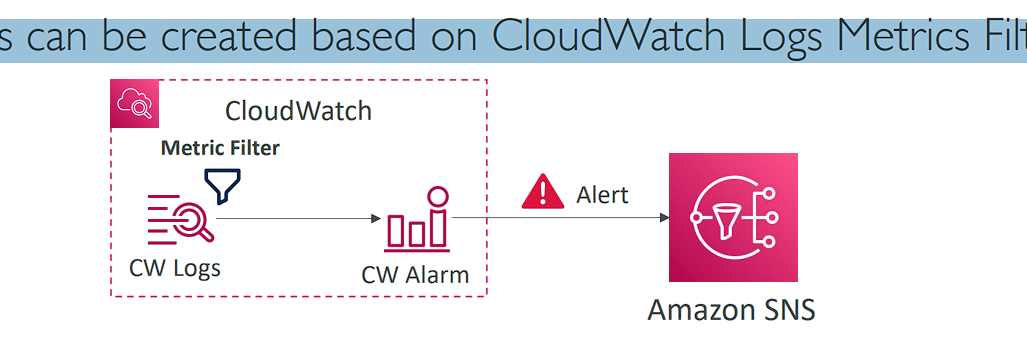 s can be created based on CloudWatch Logs Metrics Filt
CloudWatch
Metric Filter
Alert
CW Logs
CW Alarm
Amazon SNS